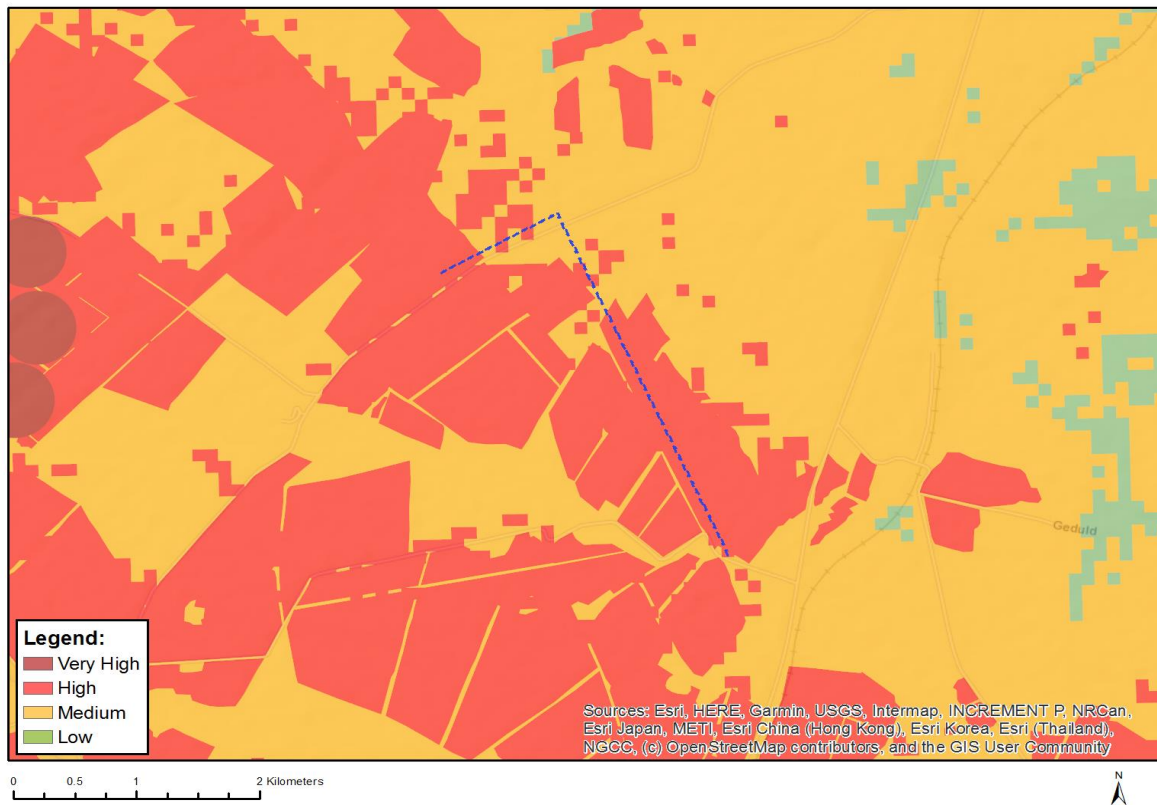 Geduld
Legend:
Very High
High
Medium
Low
Sources: Esri, HERE, Garmin, USGS, Intermap, INCREMENT P, NRCan,
Esri Japan, METI, Esri China (Hong Kong), Esri Korea, Esri (Thailand),
NGCC, (c) OpenStreetMap contributors, and the GIS User Community
0 0.5 1 2 Kilometers
N